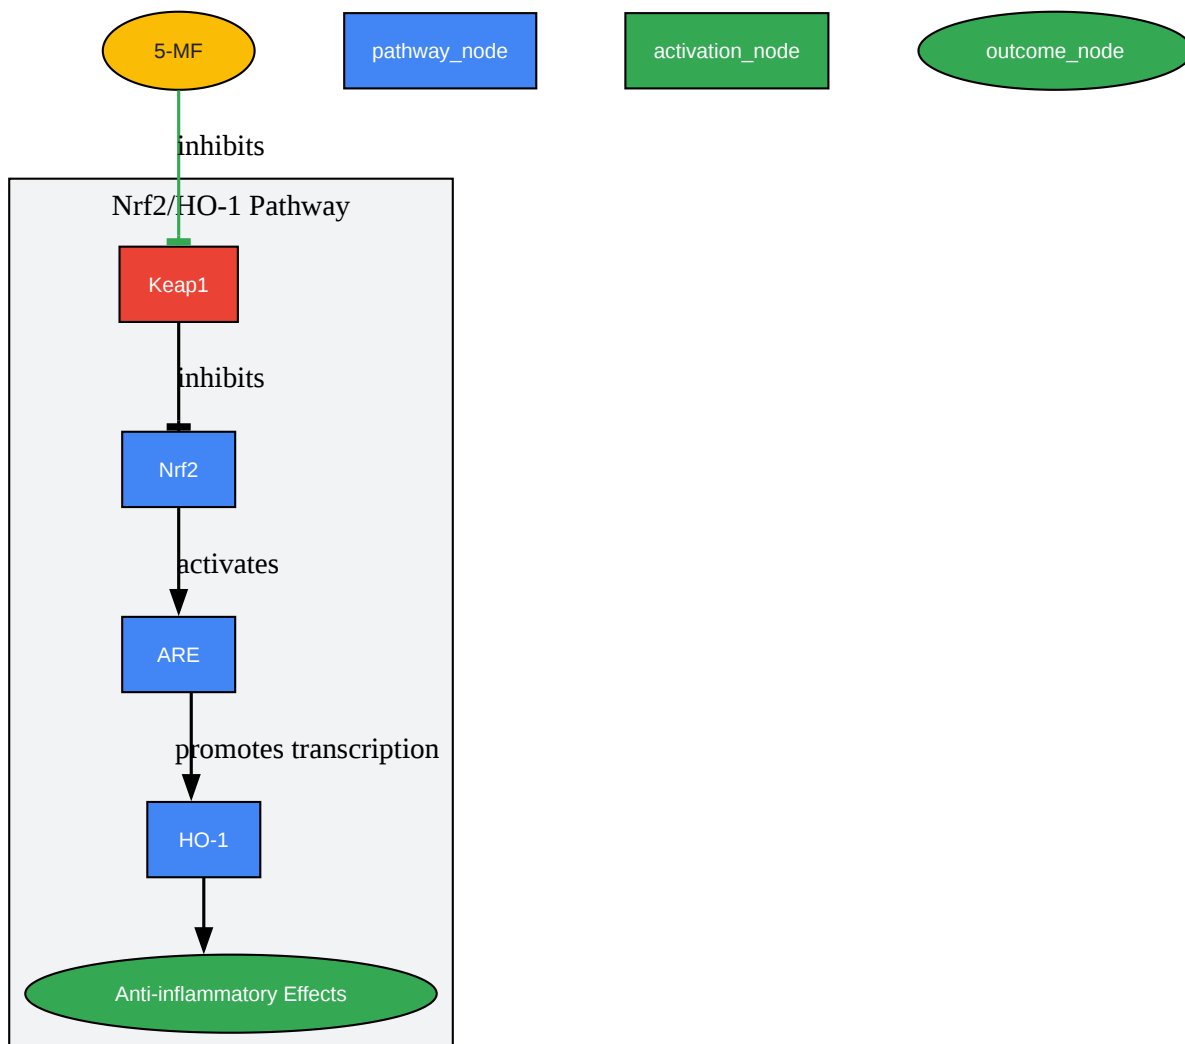 5-MF
pathway_node
activation_node
outcome_node
inhibits
Nrf2/HO-1 Pathway
Keap1
inhibits
Nrf2
activates
ARE
promotes transcription
HO-1
Anti-inflammatory Effects